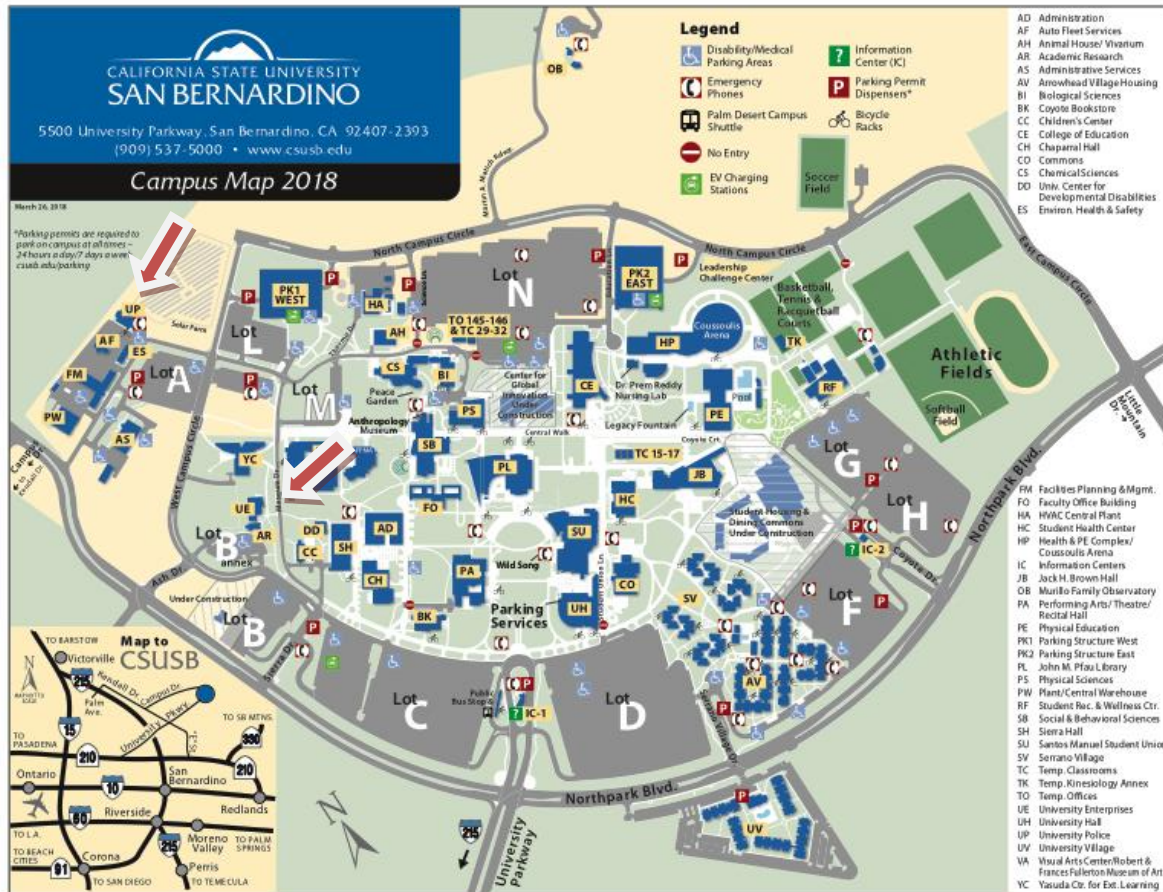 CALIFORNIA STATE UNIVERSITY
SAN BERNARDINO
5500 University Parkway, San Bernardino, CA 92407-2393
(909) 537-5000 • www.csusb.edu
Campus Map 2018
March 26, 2018
*Parking permits are required to
park on campus at all times –
24 hours a day/7 days a week
csusb.edu/parking
Legend
Disability/Medical
Parking Areas
Emergency
Phones
Palm Desert Campus
Shuttle
No Entry
EV Charging
Stations
Information
Center (IC)
Parking Permit
Dispensers*
Bicycle
Racks
AD Administration
AF Auto Fleet Services
AH Animal House/ Vivarium
AR Academic Research
AS Administrative Services
AV Arrowhead Village Housing
BI Biological Sciences
BK Coyote Bookstore
CC Children's Center
CE College of Education
CH Chaparral Hall
CO Commons
CS Chemical Sciences
DD Univ. Center for
Developmental Disabilities
ES Environ. Health & Safety
FM Facilities Planning & Mgmt.
FO Faculty Office Building
HA HVAC Central Plant
HC Student Health Center
HP Health & PE Complex/
Coussoulis Arena
IC Information Centers
JB Jack H. Brown Hall
OB Murillo Family Observatory
PA Performing Arts/ Theatre/
Recital Hall
PE Physical Education
PK1 Parking Structure West
PK2 Parking Structure East
PL John M. Pfau Library
PS Physical Sciences
PW Plant/Central Warehouse
RF Student Rec. & Wellness Ctr.
SB Social & Behavioral Sciences
SH Sierra Hall
SU Santos Manuel Student Union
SV Serrano Village
TC Temp. Classrooms
TK Temp. Kinesiology Annex
TO Temp. Offices
UE University Enterprises
UH University Hall
UP University Police
UV University Village
VA Visual Arts Center/Robert &
Frances Fullerton Museum of Art
YC Yasuda Ctr. for Ext. Learning
OB
Martin A. Matich Pkwy.
Soccer
Field
North Campus Circle
North Campus Circle
East Campus Circle
Leadership
Challenge Center
Basketball,
Tennis &
Racquetball
Courts
Athletic
Fields
Softball
Field
Little
Mountain
Dr.
Northpark Blvd.
Solar Farm
UP
AF
ES
FM
PW
AS
Lot A
Lot L
PK1
WEST
HA
AH
TO 145-146
& TC 29-32
Lot N
PK2
EAST
Coussoulis
Arena
HP
TK
RF
CS
BI
Peace
Garden
Center for
Global
Innovation
Under
Construction
CE
Dr. Prem Reddy
Nursing Lab
PE
Pool
Legacy Fountain
Lot M
Anthropology
Museum
PS
SB
Central Walk
Coyote Crt.
TC 15-17
JB
PL
HC
Lot G
Lot H
Student Housing &
Dining Commons
Under Construction
IC-2
Coyote Dr.
Campus
to
Kendall Dr.
West Campus Circle
YC
UE
AR
DD
CC
SH
AD
FO
CH
PA
BK
Wild Song
SU
Parking
Services
UH
CO
SV
AV
Lot F
Lot B
annex
Ash Dr.
Under Construction
Lot B
Sierra Dr.
Lot C
Public
Bus Stop &
IC-1
Lot D
Serrano Village Dr.
Northpark Blvd.
University
Parkway
215
UV
N
Map to
CSUSB
TO BARSTOW
Victorville
215
Kendall Dr.
Campus Dr.
Palm
Ave.
University Pkwy.
TO SB MTNS.
330
15
TO
PASADENA
210
210
Ontario
10
San
Bernardino
Redlands
60
Riverside
TO L.A.
215
Moreno
Valley
TO PALM
SPRINGS
TO BEACH
CITIES
91
Corona
Perris
TO SAN DIEGO
TO TEMECULA